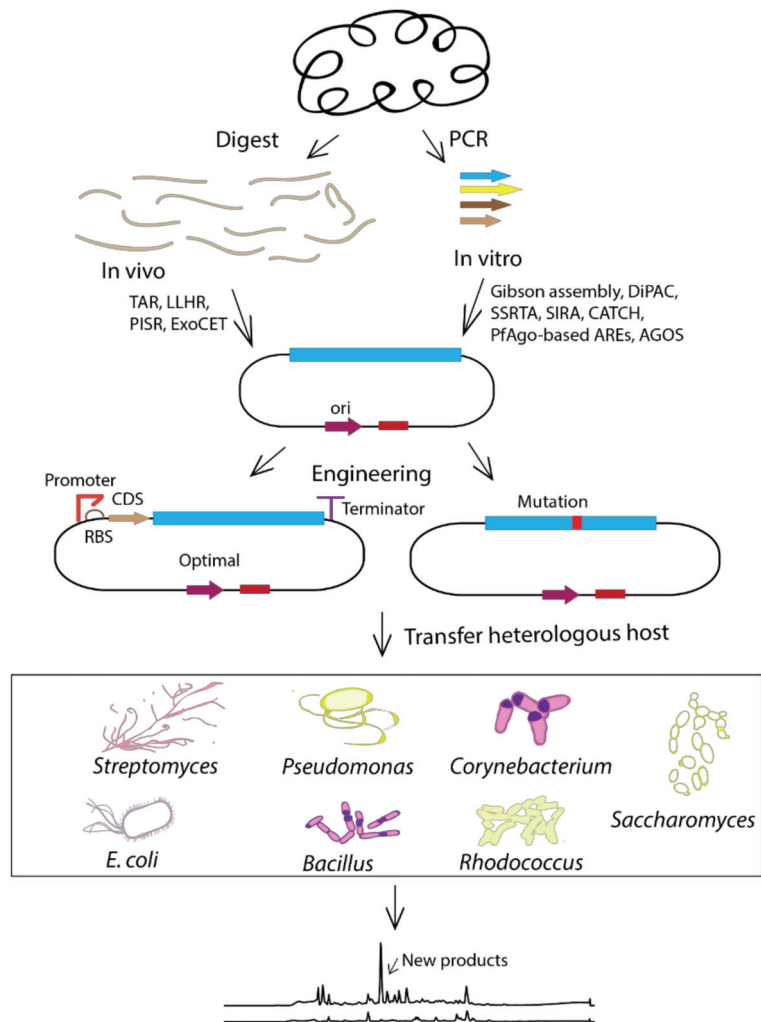 Digest
PCR
In vivo
In vitro
TAR, LLHR,
PISR, ExoCET
Gibson assembly, DiPAC,
SSRTA, SIRA, CATCH,
PfAgo-based AREs, AGOS
ori
Engineering
Promoter
CDS
RBS
Terminator
Optimal
Mutation
Transfer heterologous host
Streptomyces
Pseudomonas
Corynebacterium
Saccharomyces
E. coli
Bacillus
Rhodococcus
New products